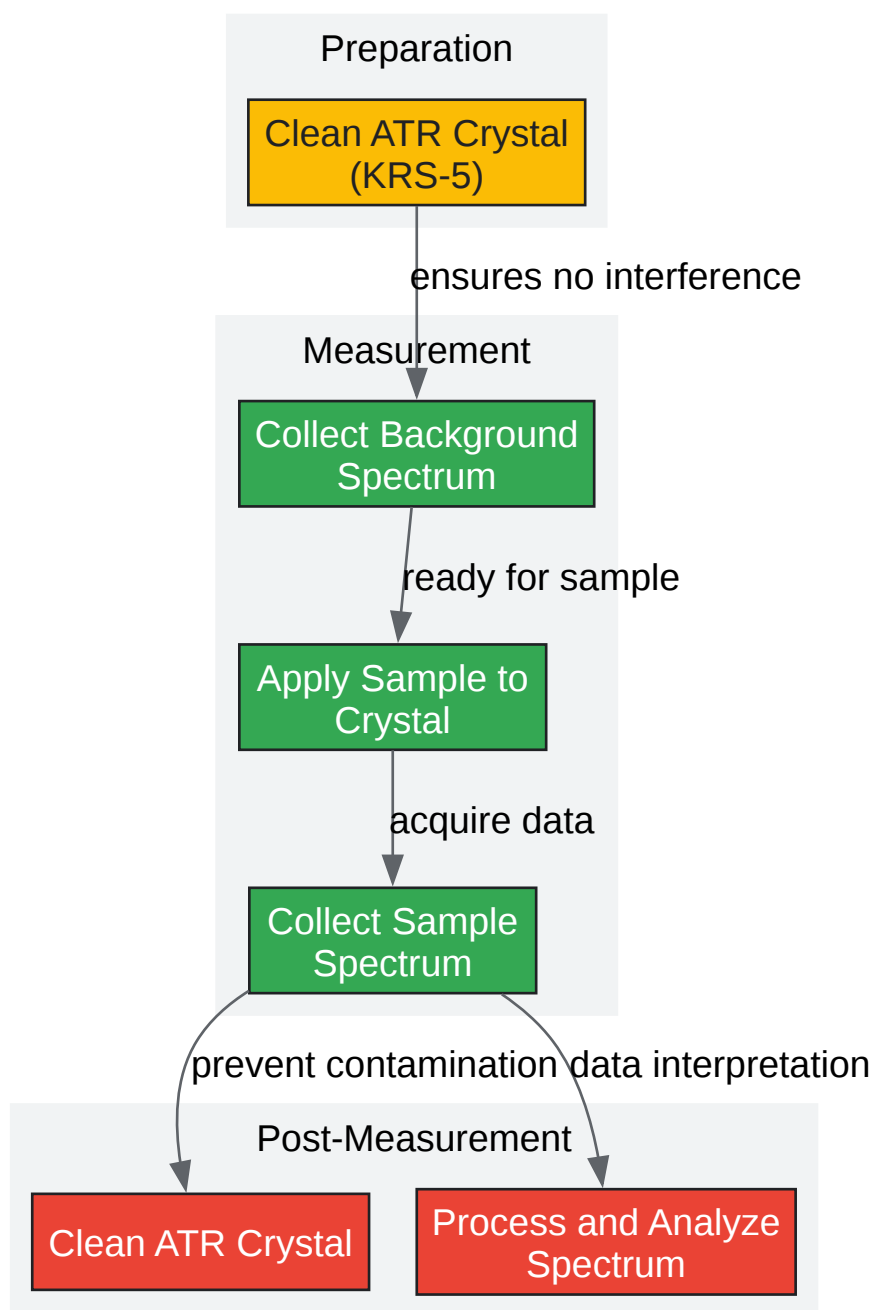 Preparation
Clean ATR Crystal
(KRS-5)
ensures no interference
Measurement
Collect Background
Spectrum
ready for sample
Apply Sample to
Crystal
acquire data
Collect Sample
Spectrum
prevent contamination
data interpretation
Post-Measurement
Clean ATR Crystal
Process and Analyze
Spectrum